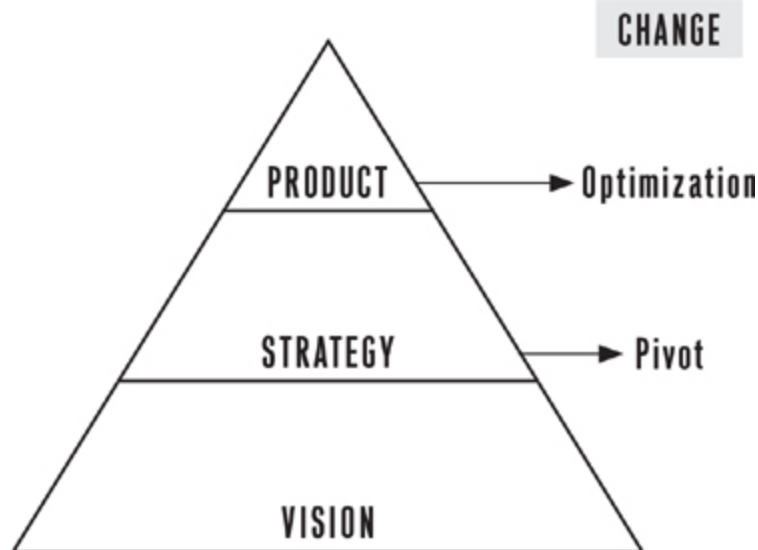 CHANGE
PRODUCT
Optimization
STRATEGY
Pivot
VISION